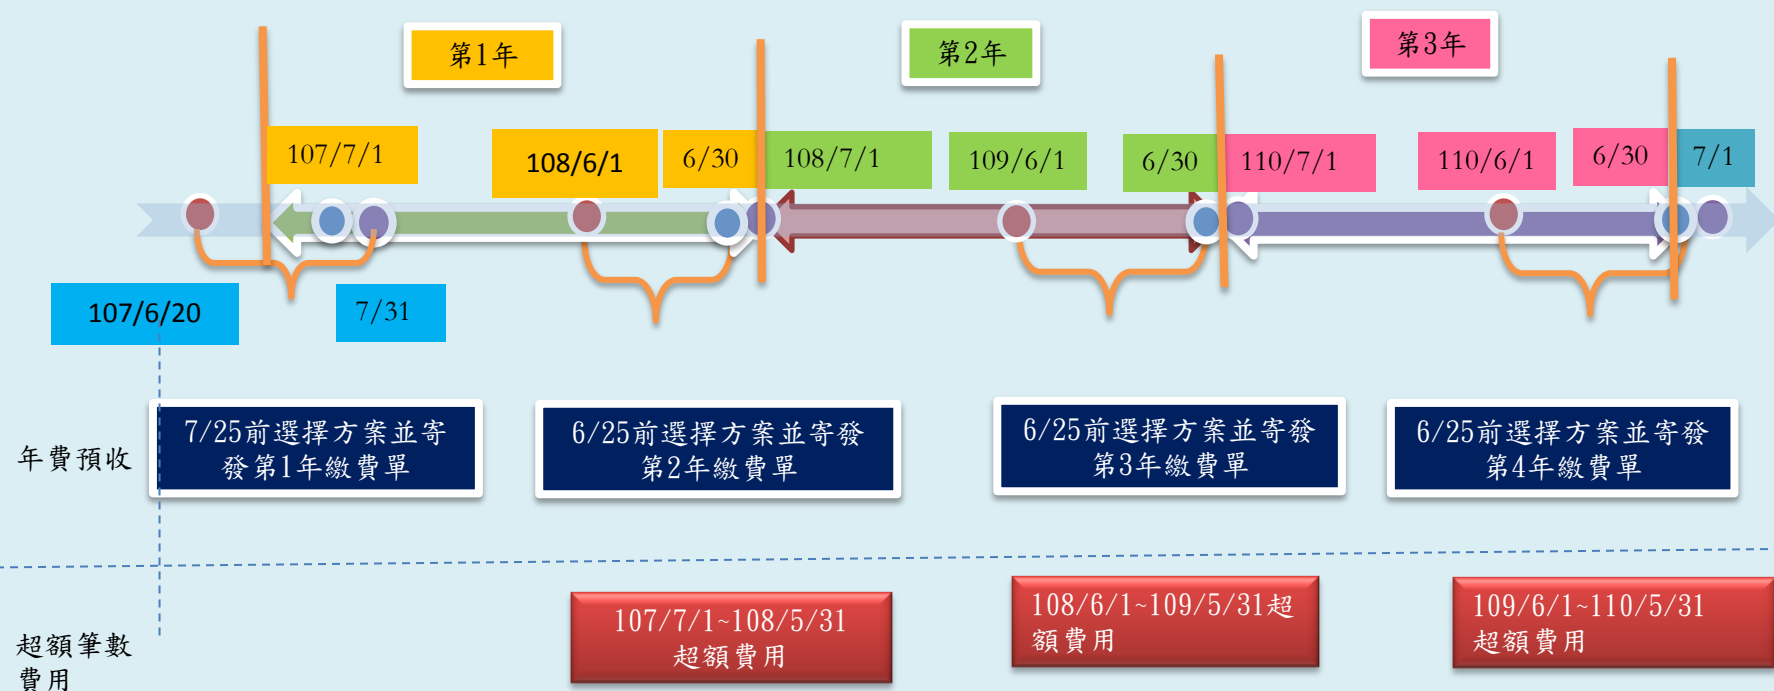 第1年
第2年
第3年
107/7/1
108/6/1
6/30
108/7/1
109/6/1
6/30
110/7/1
110/6/1
6/30
7/1
107/6/20
7/31
年費預收
7/25前選擇方案並寄
發第1年繳費單
6/25前選擇方案並寄發
第2年繳費單
6/25前選擇方案並寄發
第3年繳費單
6/25前選擇方案並寄發
第4年繳費單
超額筆數
費用
107/7/1~108/5/31
超額費用
108/6/1~109/5/31超
額費用
109/6/1~110/5/31
超額費用